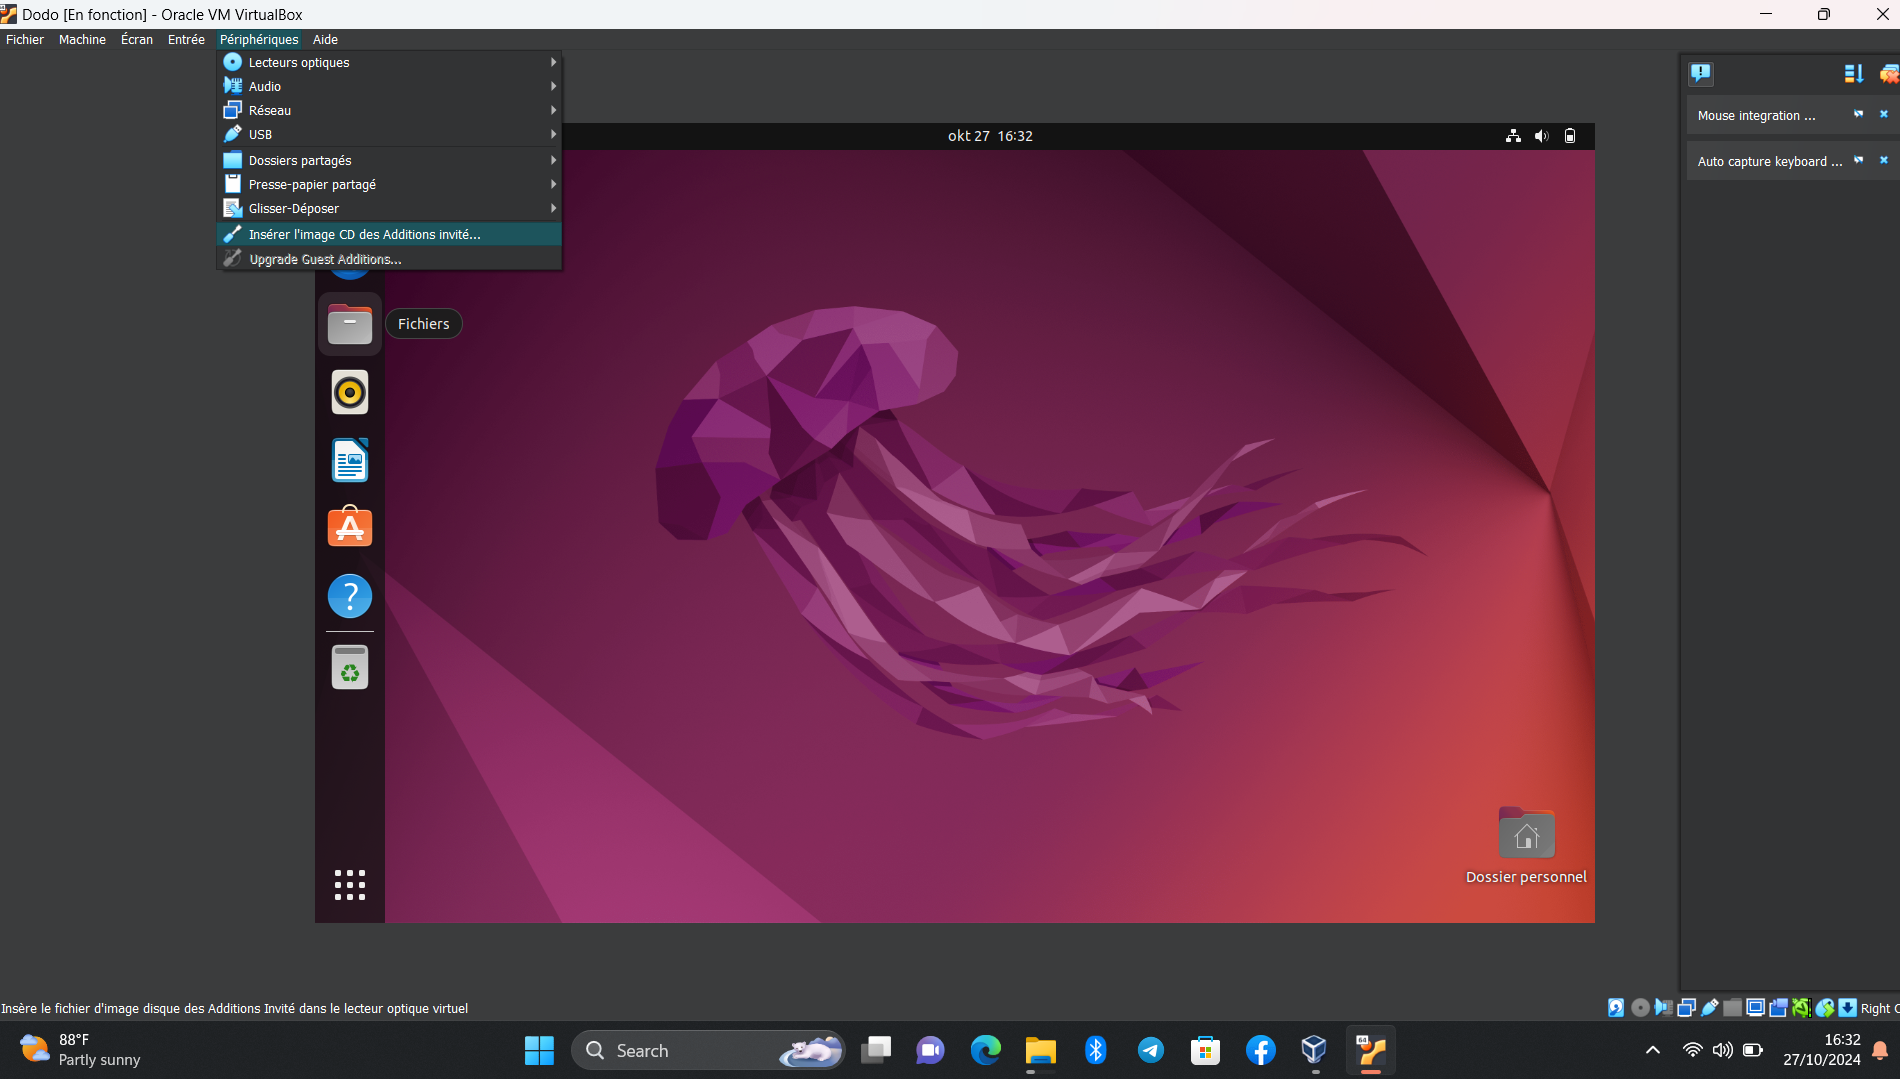 Dodo [En fonction] - Oracle VM VirtualBox
Fichier Machine Écran Entrée Périphériques Aide
Lecteurs optiques
Audio
Réseau
USB
Dossiers partagés
Presse-papier partagé
Glisser-Déposer
Insérer l'image CD des Additions invité...
Upgrade Guest Additions...
okt 27 16:32
Mouse integration ...
Auto capture keyboard ...
Fichiers
Dossier personnel
Insère le fichier d'image disque des Additions Invité dans le lecteur optique virtuel
Right C
88°F
Partly sunny
Search
16:32
27/10/2024